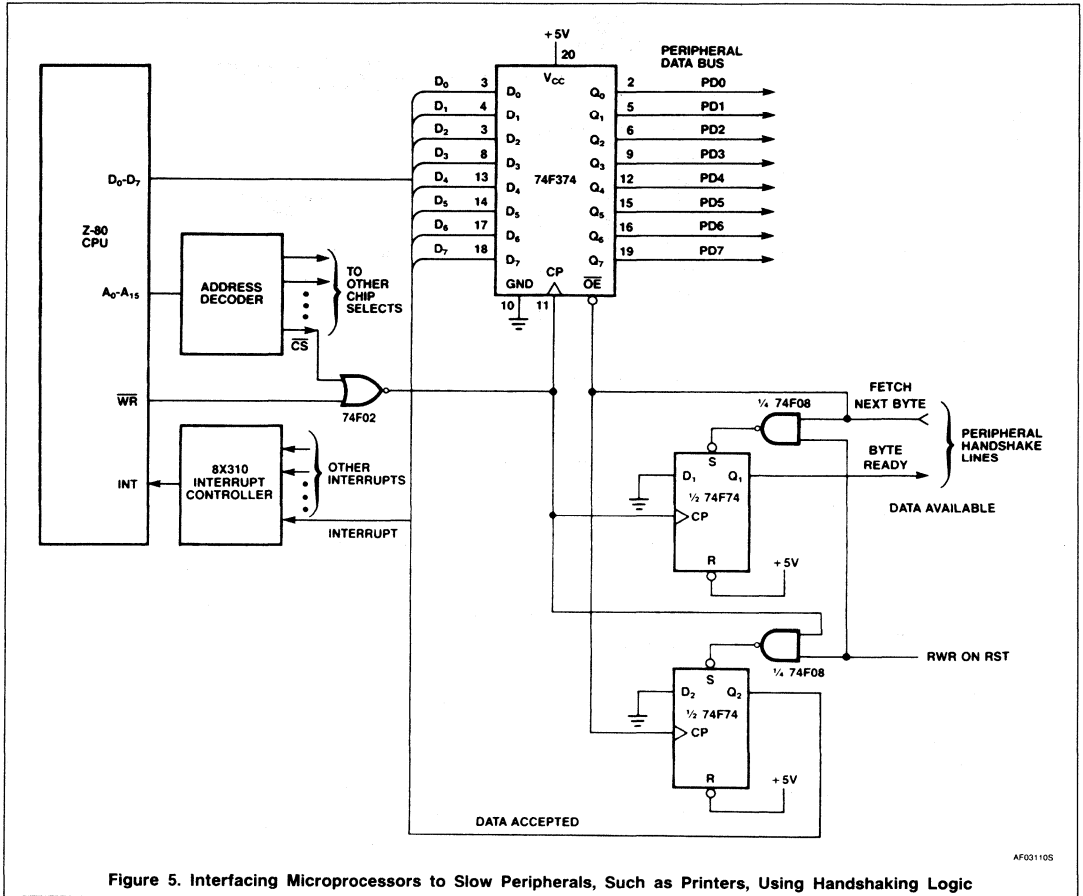 +5V
20
PERIPHERAL
DATA BUS
VCC
D0 3 D0 Q0 2 PD0
D1 4 D1 Q1 5 PD1
D2 3 D2 Q2 6 PD2
D3 8 D3 Q3 9 PD3
D4 13 D4 74F374 Q4 12 PD4
D5 14 D5 Q5 15 PD5
D6 17 D6 Q6 16 PD6
D7 18 D7 Q7 19 PD7
CP
GND OE
10 11
D0-D7
Z-80
CPU
A0-A15
ADDRESS
DECODER
TO
OTHER
CHIP
SELECTS
CS
WR
74F02
INT
8X310
INTERRUPT
CONTROLLER
OTHER
INTERRUPTS
INTERRUPT
FETCH
NEXT BYTE
¼ 74F08
PERIPHERAL
HANDSHAKE
LINES
BYTE
READY
DATA AVAILABLE
S
D1 Q1
½ 74F74
CP
R
+5V
RWR ON RST
¼ 74F08
S
D2 Q2
½ 74F74
CP
R
+5V
DATA ACCEPTED
AF03110S
Figure 5. Interfacing Microprocessors to Slow Peripherals, Such as Printers, Using Handshaking Logic